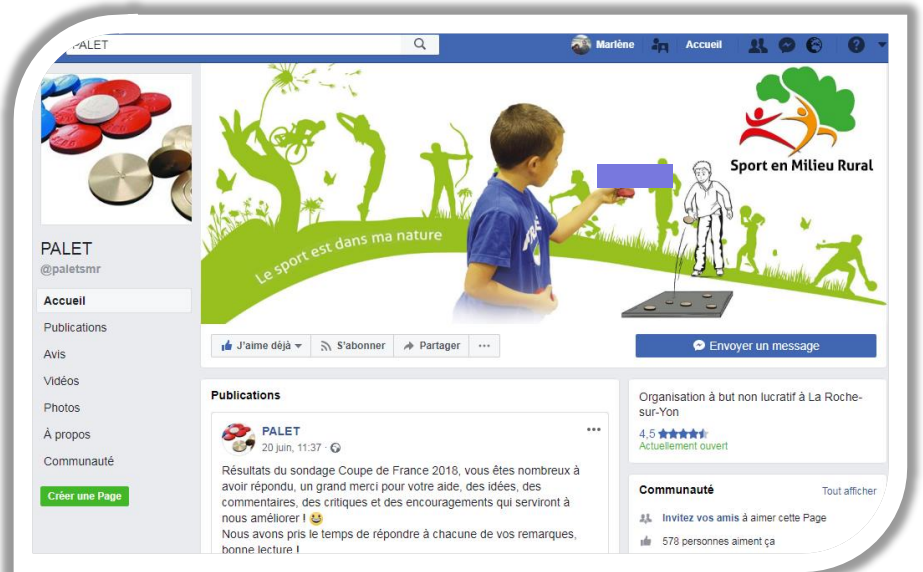 PALET
Marlène
Accueil
Sport en Milieu Rural
Le sport est dans ma nature
PALET
@paletsmr
Accueil
Publications
Avis
Vidéos
Photos
À propos
Communauté
Créer une Page
J'aime déjà
S'abonner
Partager
Envoyer un message
Publications
PALET
20 juin, 11:37
Résultats du sondage Coupe de France 2018, vous êtes nombreux à
avoir répondu, un grand merci pour votre aide, des idées, des
commentaires, des critiques et des encouragements qui serviront à
nous améliorer !
Nous avons pris le temps de répondre à chacune de vos remarques,
bonne lecture !
Organisation à but non lucratif à La Roche-
sur-Yon
4,5
Actuellement ouvert
Communauté Tout afficher
Invitez vos amis à aimer cette Page
578 personnes aiment ça